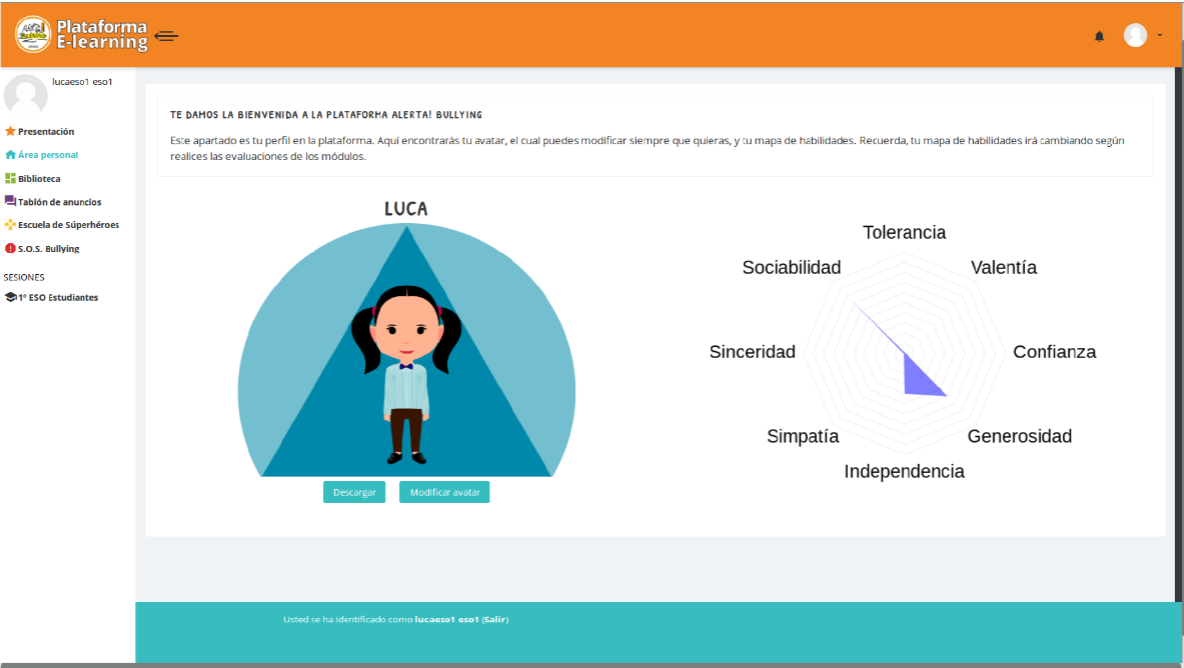 Plataforma
E-learning
lucaeso1 eso1
Presentación
Área personal
Biblioteca
Tablón de anuncios
Escuela de Súperhéroes
S.O.S. Bullying
SESIONES
1º ESO Estudiantes
TE DAMOS LA BIENVENIDA A LA PLATAFORMA ALERTA! BULLYING
Este apartado es tu perfil en la plataforma. Aquí encontrarás tu avatar, el cual puedes modificar siempre que quieras, y tu mapa de habilidades. Recuerda, tu mapa de habilidades irá cambiando según
realices las evaluaciones de los módulos.
LUCA
Descargar
Modificar avatar
Tolerancia
Sociabilidad
Valentía
Sinceridad
Confianza
Simpatía
Generosidad
Independencia
Usted se ha identificado como lucaeso1 eso1 (Salir)